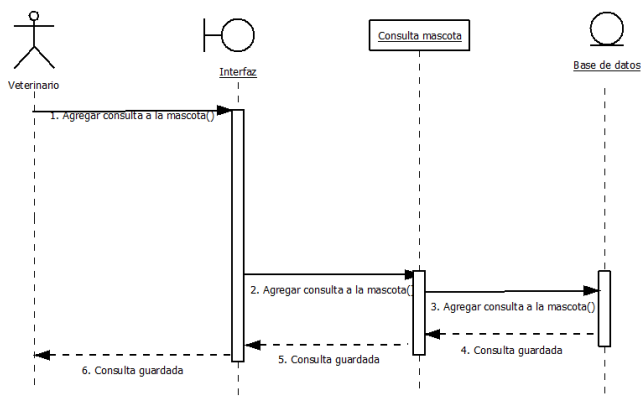 Veterinario
Interfaz
Consulta mascota
Base de datos
1. Agregar consulta a la mascota()
2. Agregar consulta a la mascota()
3. Agregar consulta a la mascota()
4. Consulta guardada
5. Consulta guardada
6. Consulta guardada